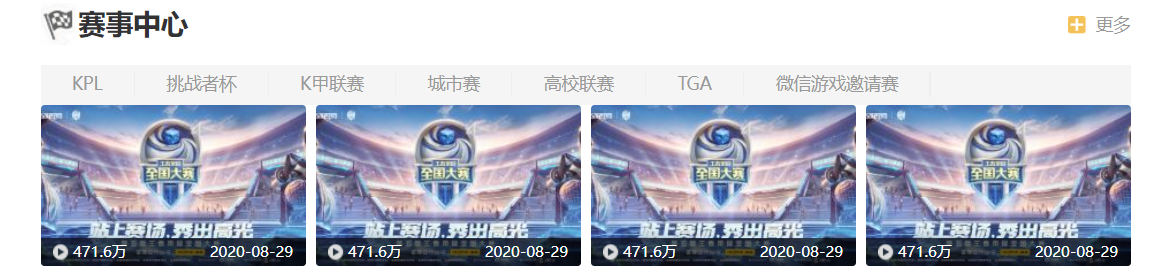 赛事中心
更多
KPL 挑战者杯 K甲联赛 城市赛 高校联赛 TGA 微信游戏邀请赛
全国大赛 全国大赛 全国大赛 全国大赛
站上赛场,秀出高光 站上赛场,秀出高光 站上赛场,秀出高光 站上赛场,秀出高光
471.6万 2020-08-29 471.6万 2020-08-29 471.6万 2020-08-29 471.6万 2020-08-29